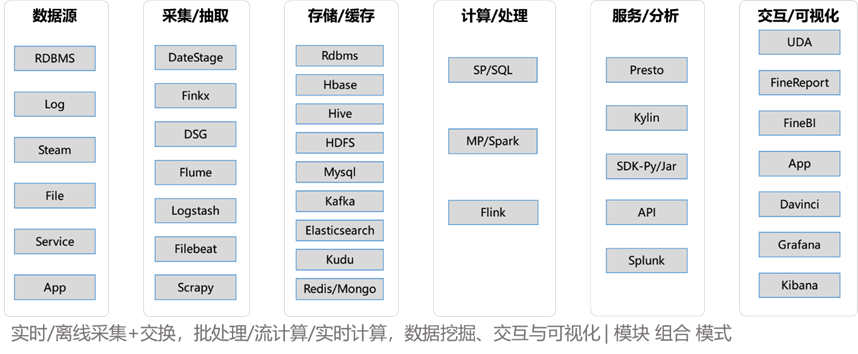 数据源
RDBMS
Log
Steam
File
Service
App
采集/抽取
DateStage
Finkx
DSG
Flume
Logstash
Filebeat
Scrapy
存储/缓存
Rdbms
Hbase
Hive
HDFS
Mysql
Kafka
Elasticsearch
Kudu
Redis/Mongo
计算/处理
SP/SQL
MP/Spark
Flink
服务/分析
Presto
Kylin
SDK-Py/Jar
API
Splunk
交互/可视化
UDA
FineReport
FineBI
App
Davinci
Grafana
Kibana
实时/离线采集+交换，批处理/流计算/实时计算，数据挖掘、交互与可视化 | 模块 组合 模式